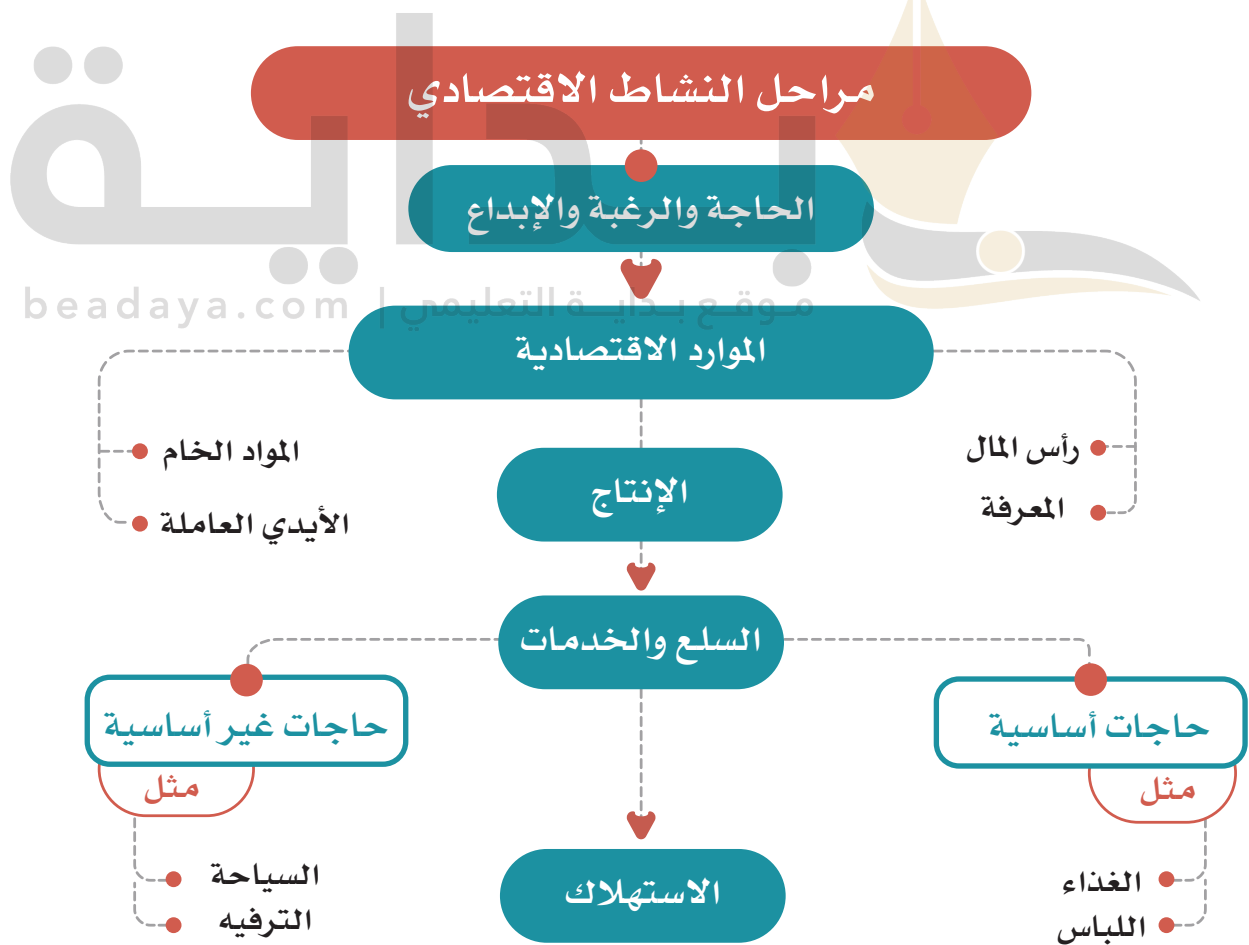 مراحل النشاط الاقتصادي
الحاجة والرغبة والإبداع
بداية
موقع بداية التعليمي | beadaya.com
الموارد الاقتصادية
رأس المال
المعرفة
المواد الخام
الأيدي العاملة
الإنتاج
السلع والخدمات
حاجات أساسية
مثل
الغذاء
اللباس
حاجات غير أساسية
مثل
السياحة
الترفيه
الاستهلاك